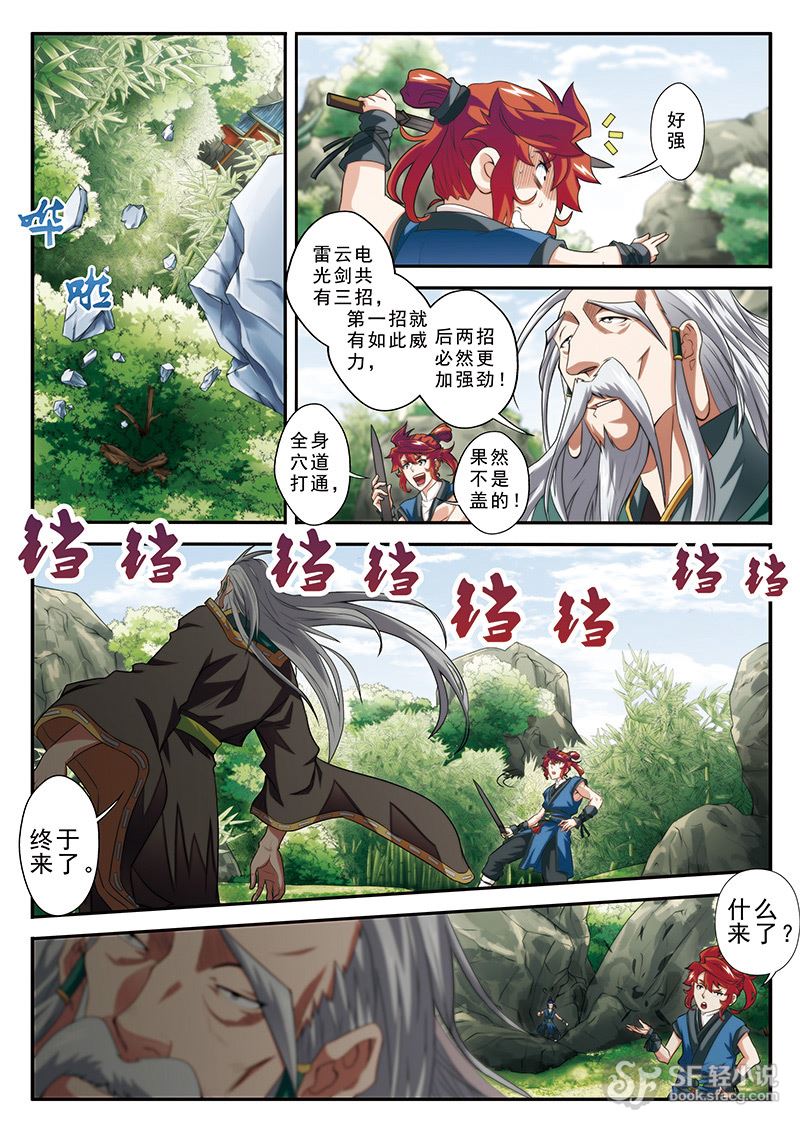 哗
啦
好
强
雷云电共
光剑三招，
有
第一招就
有如此威
力，
后两招
必然更
加强劲！
全身
穴道
打通，
果然
不是
盖的！
铛
铛
铛
铛
铛
铛
铛
铛
终于
来了。
什么
来了？
SF轻小说
book.sfacg.com